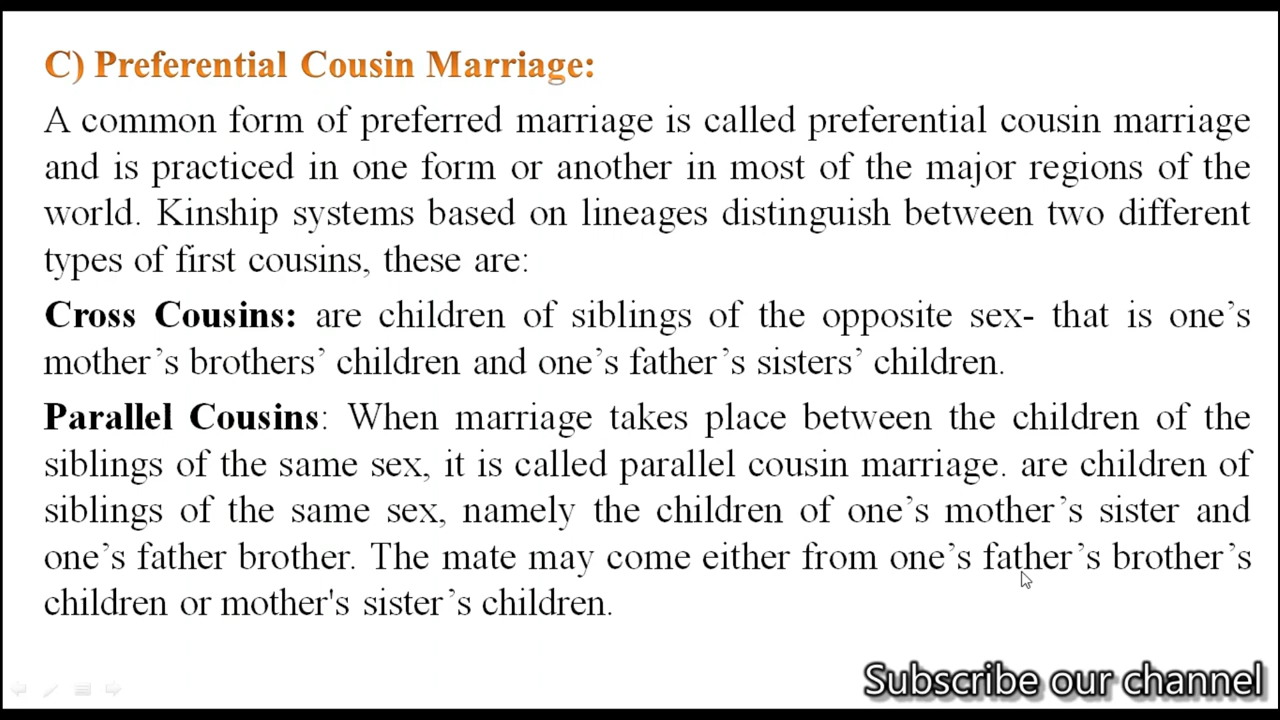 C) Preferential Cousin Marriage:
A common form of preferred marriage is called preferential cousin marriage
and is practiced in one form or another in most of the major regions of the
world. Kinship systems based on lineages distinguish between two different
types of first cousins, these are:
Cross Cousins: are children of siblings of the opposite sex- that is one’s
mother’s brothers’ children and one’s father’s sisters’ children.
Parallel Cousins: When marriage takes place between the children of the
siblings of the same sex, it is called parallel cousin marriage. are children of
siblings of the same sex, namely the children of one’s mother’s sister and
one’s father brother. The mate may come either from one’s father’s brother’s
children or mother's sister’s children.
Subscribe our channel